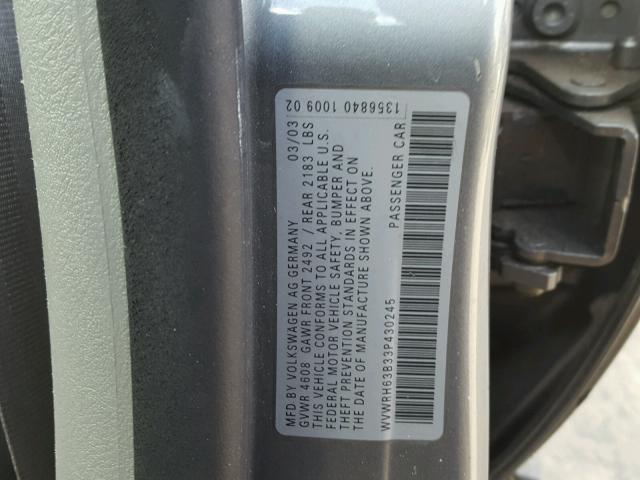 1356840 1009 02
MFD BY VOLKSWAGEN AG GERMANY 03/03
GVWR 4608 GAWR FRONT 2492 / REAR 2183 LBS
THIS VEHICLE CONFORMS TO ALL APPLICABLE U.S.
FEDERAL MOTOR VEHICLE SAFETY, BUMPER AND
THEFT PREVENTION STANDARDS IN EFFECT ON
THE DATE OF MANUFACTURE SHOWN ABOVE.
WVWRH63B33P430245 PASSENGER CAR